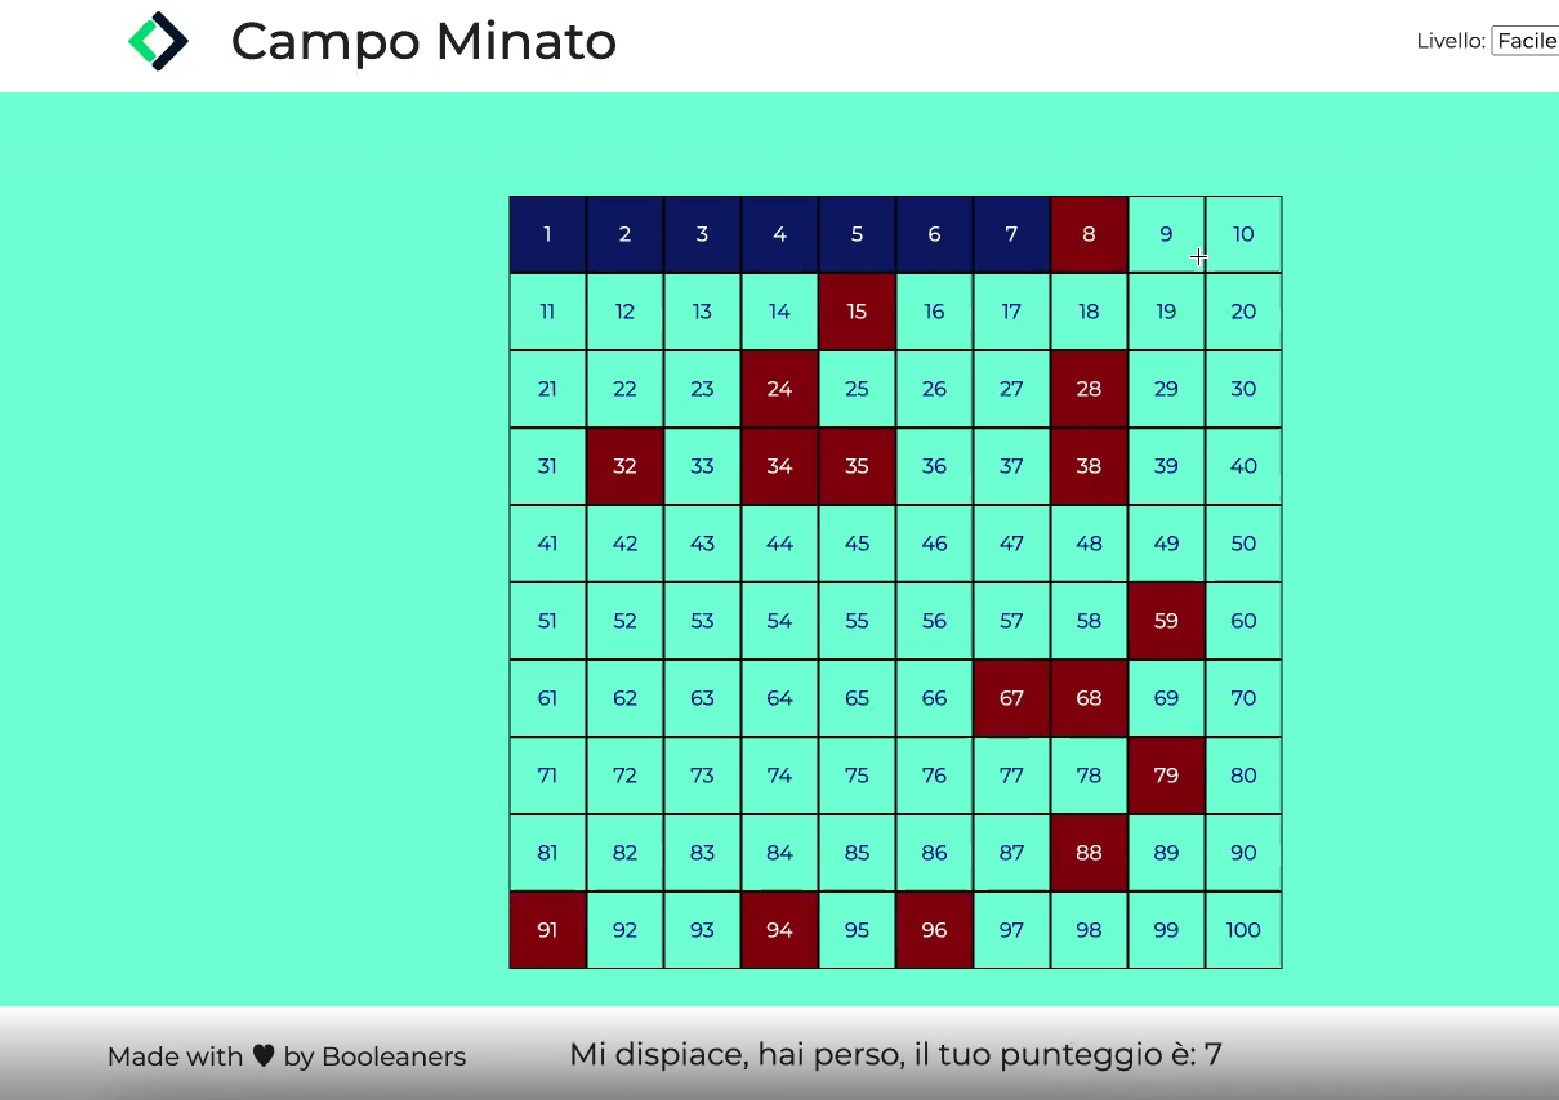 Campo Minato
Livello: Facile
1 2 3 4 5 6 7 8 9 10
11 12 13 14 15 16 17 18 19 20
21 22 23 24 25 26 27 28 29 30
31 32 33 34 35 36 37 38 39 40
41 42 43 44 45 46 47 48 49 50
51 52 53 54 55 56 57 58 59 60
61 62 63 64 65 66 67 68 69 70
71 72 73 74 75 76 77 78 79 80
81 82 83 84 85 86 87 88 89 90
91 92 93 94 95 96 97 98 99 100
Made with ♥ by Booleaners
Mi dispiace, hai perso, il tuo punteggio è: 7